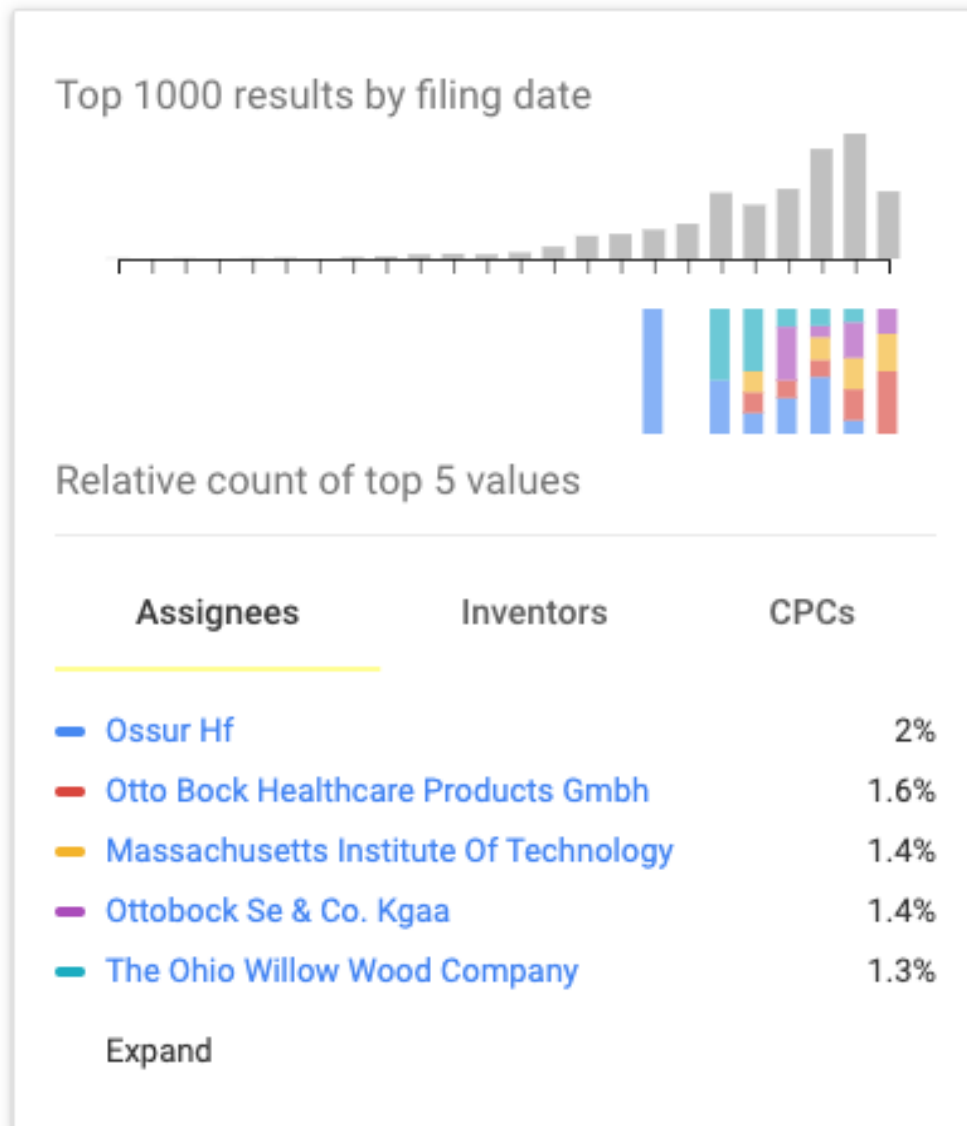 Top 1000 results by filing date
Relative count of top 5 values
Assignees Inventors CPCs
Ossur Hf 2%
Otto Bock Healthcare Products Gmbh 1.6%
Massachusetts Institute Of Technology 1.4%
Ottobock Se & Co. Kgaa 1.4%
The Ohio Willow Wood Company 1.3%
Expand